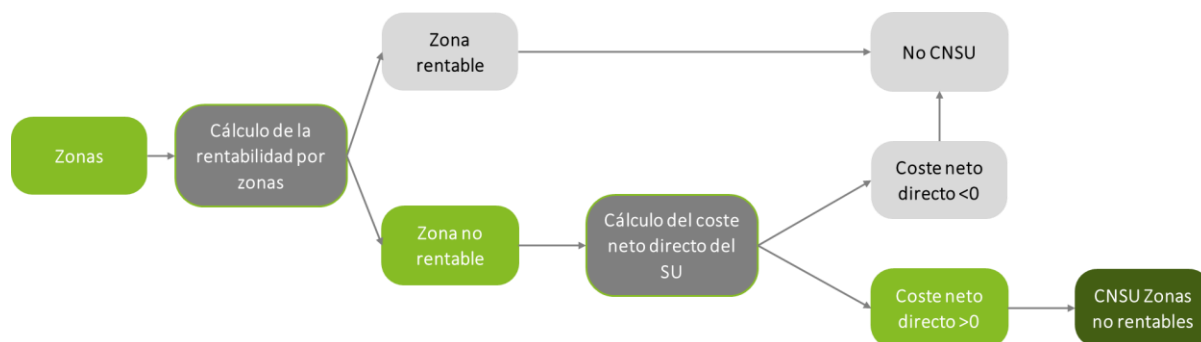 Zonas
Cálculo de la
rentabilidad por
zonas
Zona
rentable
No CNSU
Zona no
rentable
Cálculo del coste
neto directo del
SU
Coste neto
directo <0
Coste neto
directo >0
CNSU Zonas
no rentables